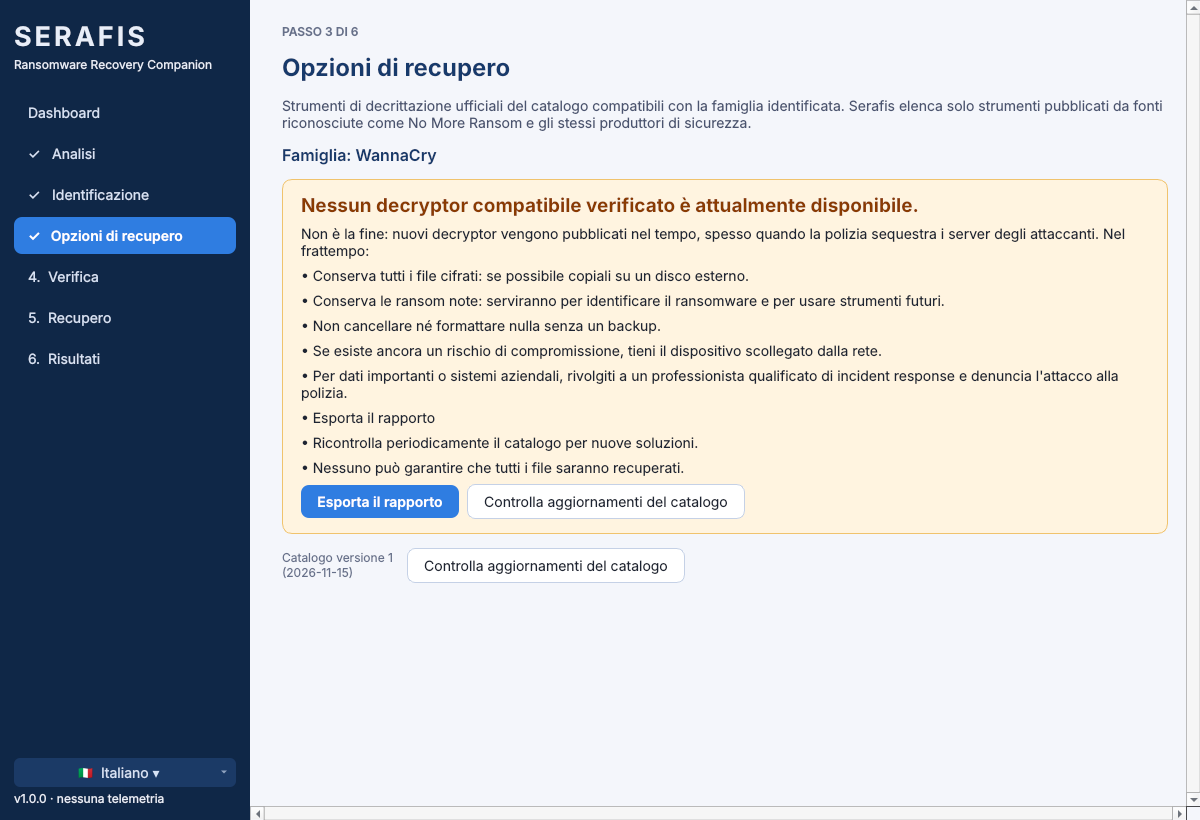 SERAFIS
Ransomware Recovery Companion
Dashboard
✓ Analisi
✓ Identificazione
✓ Opzioni di recupero
4. Verifica
5. Recupero
6. Risultati
Italiano ▾
v1.0.0 · nessuna telemetria
PASSO 3 DI 6
Opzioni di recupero
Strumenti di decrittazione ufficiali del catalogo compatibili con la famiglia identificata. Serafis elenca solo strumenti pubblicati da fonti
riconosciute come No More Ransom e gli stessi produttori di sicurezza.
Famiglia: WannaCry
Nessun decryptor compatibile verificato è attualmente disponibile.
Non è la fine: nuovi decryptor vengono pubblicati nel tempo, spesso quando la polizia sequestra i server degli attaccanti. Nel
frattempo:
• Conserva tutti i file cifrati: se possibile copiali su un disco esterno.
• Conserva le ransom note: serviranno per identificare il ransomware e per usare strumenti futuri.
• Non cancellare né formattare nulla senza un backup.
• Se esiste ancora un rischio di compromissione, tieni il dispositivo scollegato dalla rete.
• Per dati importanti o sistemi aziendali, rivolgiti a un professionista qualificato di incident response e denuncia l'attacco alla
polizia.
• Esporta il rapporto
• Ricontrolla periodicamente il catalogo per nuove soluzioni.
• Nessuno può garantire che tutti i file saranno recuperati.
Esporta il rapporto
Controlla aggiornamenti del catalogo
Catalogo versione 1
(2026-11-15)
Controlla aggiornamenti del catalogo